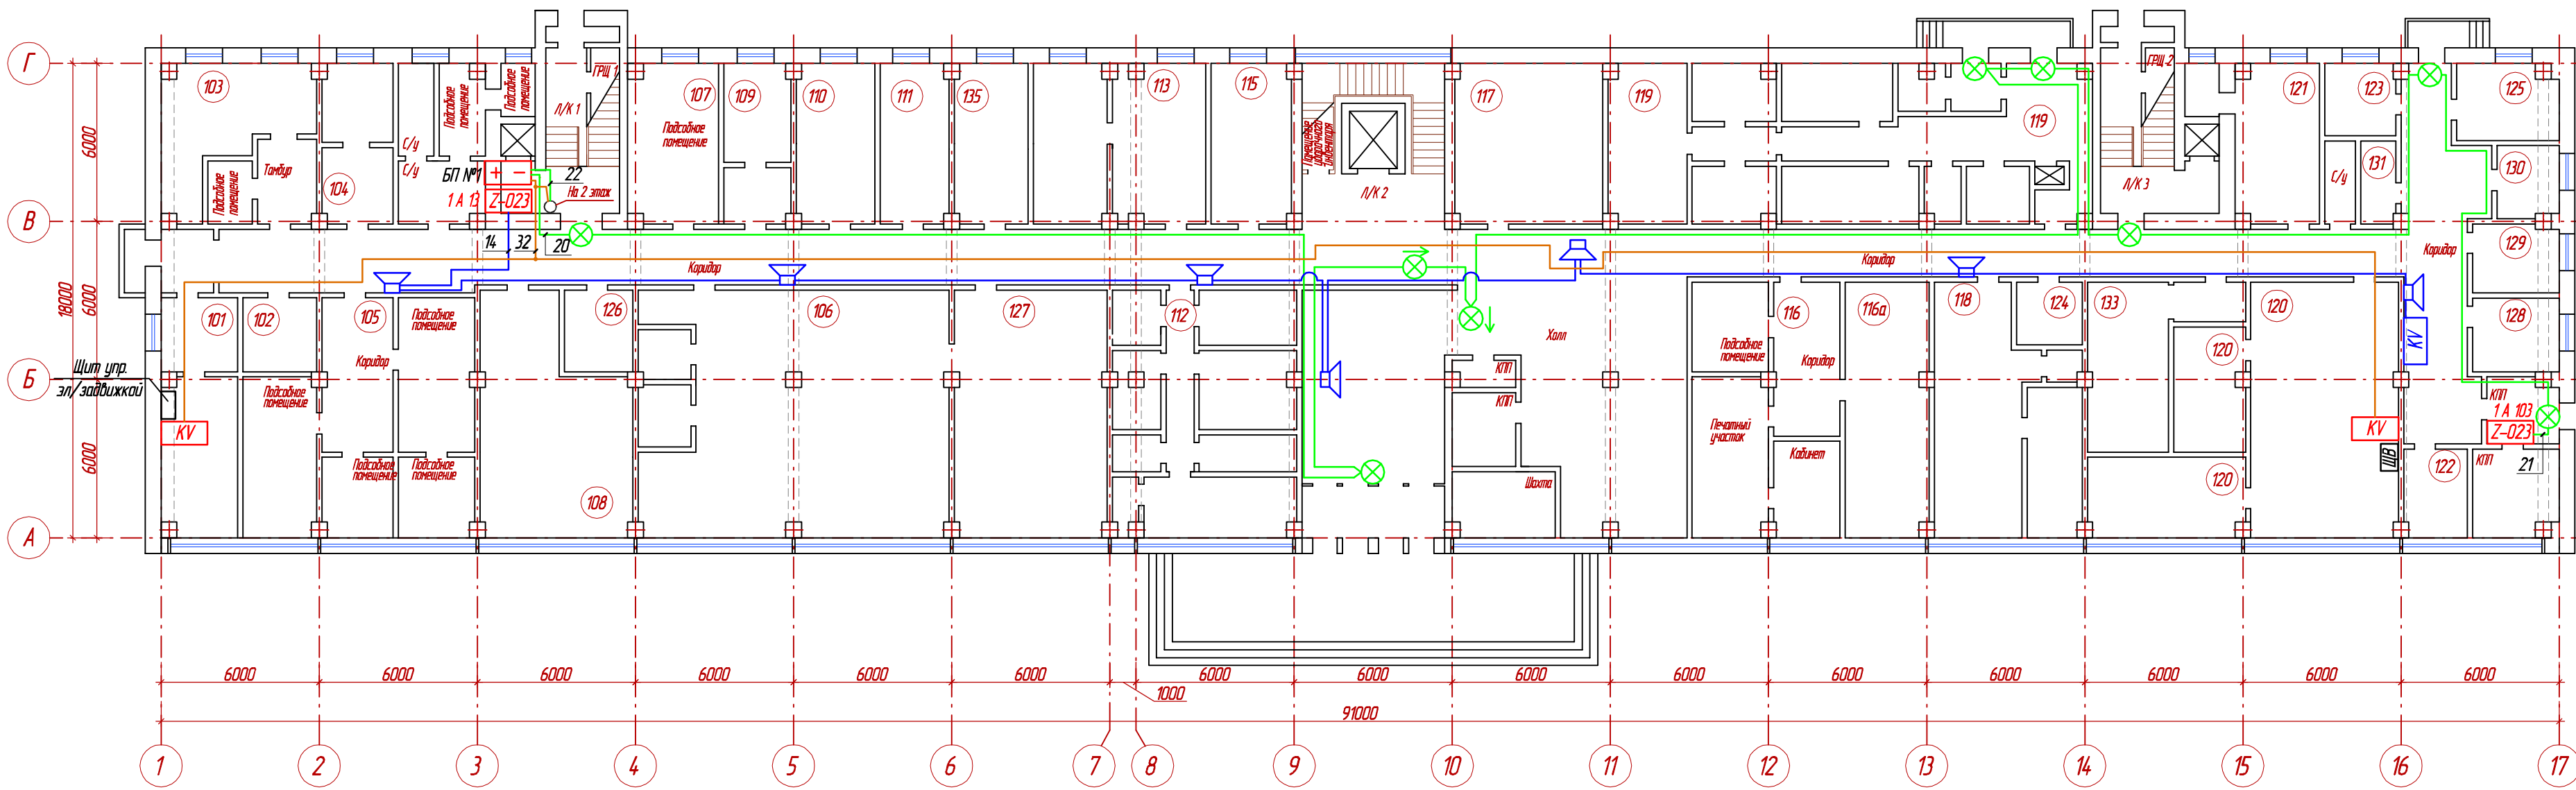 Г
В
Б
А
6000
6000
6000
18000
103
Подсобное
помещение
Тамбур
104
С/у
С/у
Подсобное
помещение
Подсобное
помещение
ГРЩ 1
Л/К 1
БП №1
+ −
1 А 13
Z-023
22
На 2 этаж
14
32
20
107
Подсобное
помещение
109
110
111
135
113
115
Л/К 2
117
119
119
ГРЩ 2
Л/К 3
121
123
125
С/у
131
130
129
128
Коридор
Коридор
Коридор
101
102
105
Подсобное
помещение
Коридор
126
106
127
112
Холл
116
116а
118
124
133
120
120
120
KV
Щит упр.
эл/задвижкой
KV
Подсобное
помещение
Подсобное
помещение
Подсобное
помещение
108
КПП
КПП
Шахта
Подсобное
помещение
Коридор
Печатный
участок
Кабинет
KV
ЩВ
122
КПП
1 А 103
Z-023
КПП
21
6000
6000
6000
6000
6000
6000
1000
6000
6000
6000
6000
6000
6000
6000
6000
6000
91000
1
2
3
4
5
6
7
8
9
10
11
12
13
14
15
16
17